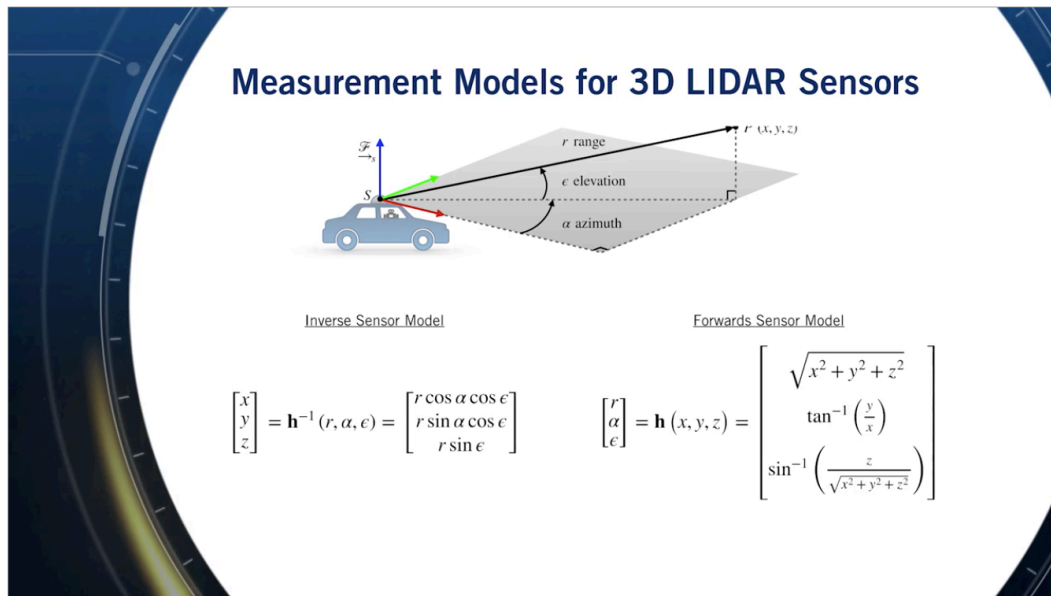 Measurement Models for 3D LIDAR Sensors
r range
P (x, y, z)
ℱ
→s
ϵ elevation
S
α azimuth
Inverse Sensor Model
Forwards Sensor Model
[x y z] = h⁻¹ (r, α, ϵ) = [r cos α cos ϵ r sin α cos ϵ r sin ϵ]
[r α ϵ] = h (x, y, z) = [√(x² + y² + z²) tan⁻¹ (y/x) sin⁻¹ (z/√(x² + y² + z²))]